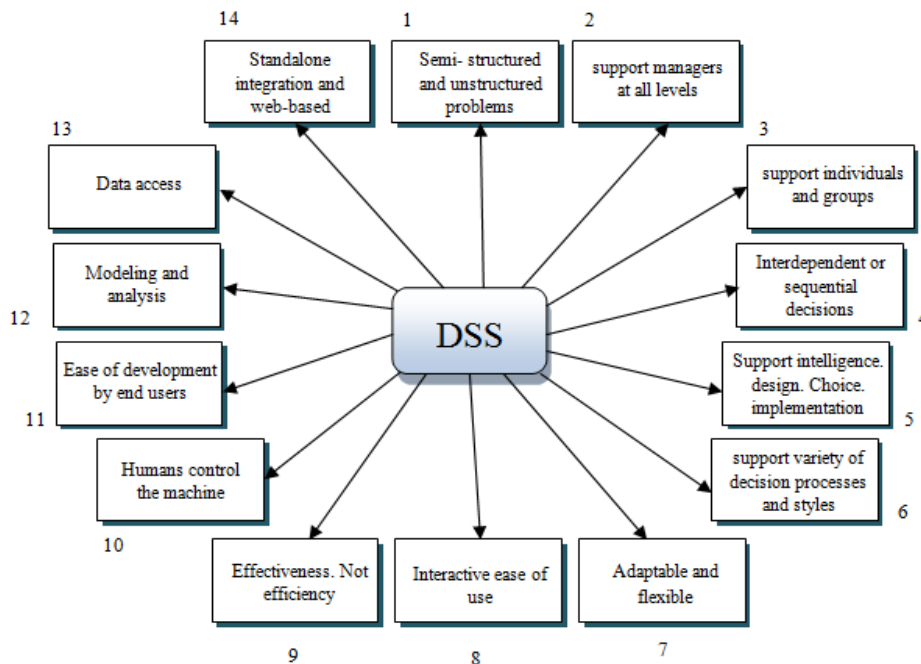 14
1
2
Standalone
integration and
web-based
Semi- structured
and unstructured
problems
support managers
at all levels
13
3
Data access
support individuals
and groups
Modeling and
analysis
12
Interdependent or
sequential
decisions
4
DSS
Ease of development
by end users
11
Support intelligence.
design. Choice.
implementation
5
Humans control
the machine
10
support variety of
decision processes
and styles
6
Effectiveness. Not
efficiency
9
Interactive ease of
use
8
Adaptable and
flexible
7